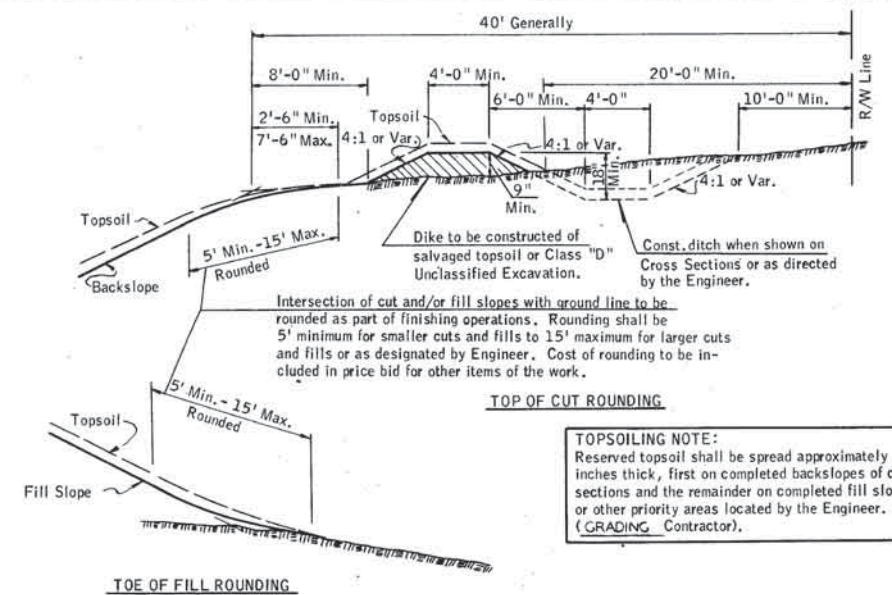 40' Generally
8'-0" Min.
4'-0" Min.
20'-0" Min.
6'-0" Min.
4'-0"
10'-0" Min.
R/W Line
2'-6" Min.
7'-6" Max.
Topsoil
4:1 or Var.
4:1 or Var.
18" Min.
9"
Min.
4:1 or Var.
Topsoil
Backslope
5' Min.-15' Max.
Rounded
Dike to be constructed of
salvaged topsoil or Class "D"
Unclassified Excavation.
Const. ditch when shown on
Cross Sections or as directed
by the Engineer.
Intersection of cut and/or fill slopes with ground line to be
rounded as part of finishing operations. Rounding shall be
5' minimum for smaller cuts and fills to 15' maximum for larger cuts
and fills or as designated by Engineer. Cost of rounding to be in-
cluded in price bid for other items of the work.
TOP OF CUT ROUNDING
5' Min. - 15' Max.
Rounded
Topsoil
Fill Slope
TOE OF FILL ROUNDING
TOPSOILING NOTE:
Reserved topsoil shall be spread approximately
inches thick, first on completed backslopes of
sections and the remainder on completed fill
or other priority areas located by the Engineer.
(GRADING Contractor).